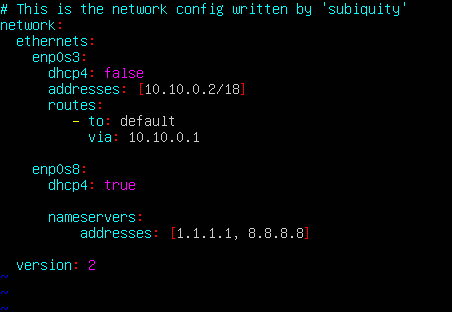 # This is the network config written by 'subiquity'
network:
  ethernets:
    enp0s3:
      dhcp4: false
      addresses: [10.10.0.2/18]
      routes:
         - to: default
           via: 10.10.0.1

    enp0s8:
      dhcp4: true

      nameservers:
          addresses: [1.1.1.1, 8.8.8.8]

  version: 2
~
~
~